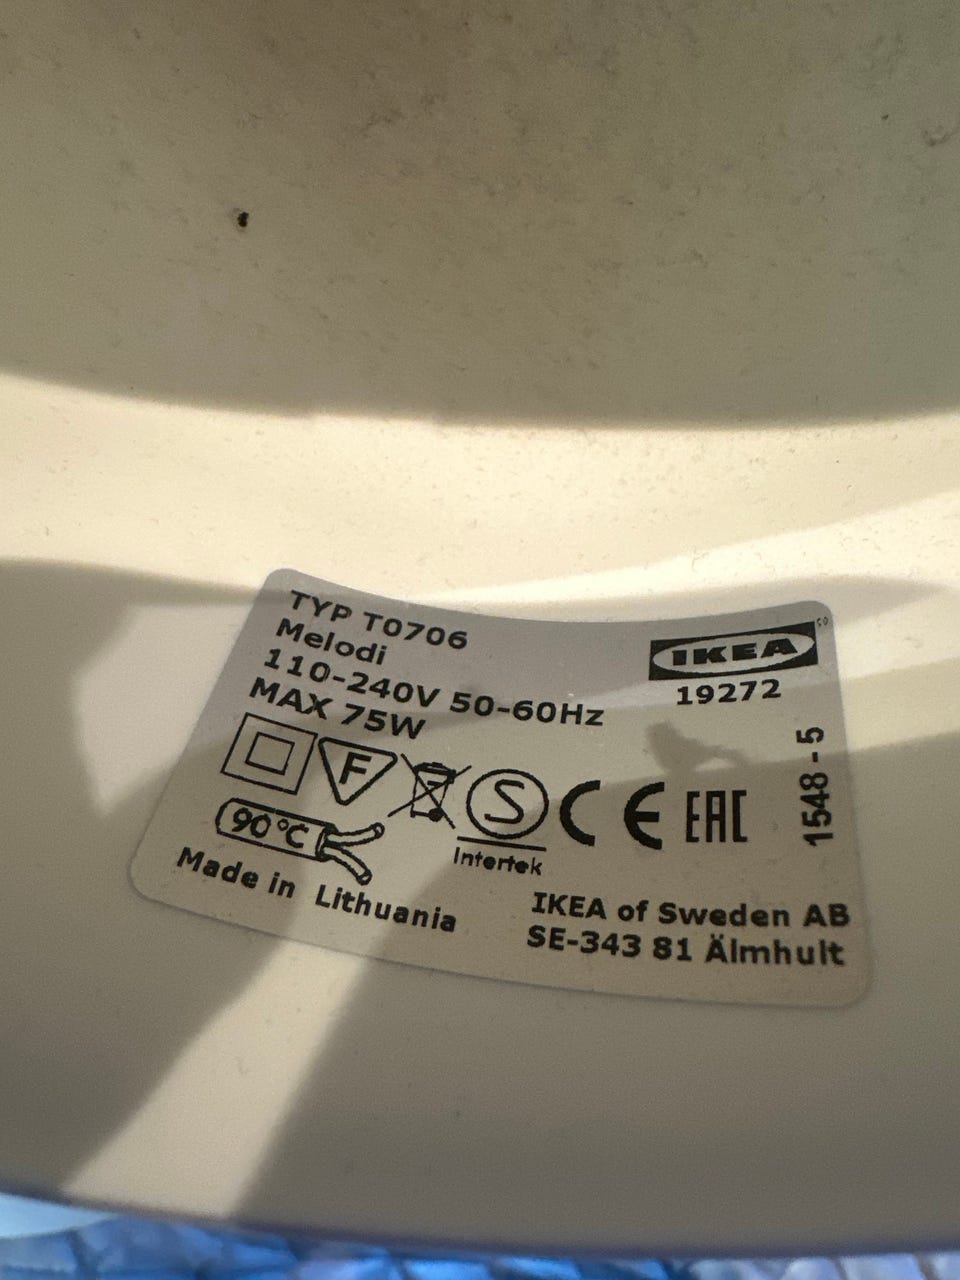 TYP T0706
Melodi
110-240V 50-60Hz
MAX 75W
IKEA
19272
F
S
Intertek
CE
EAC
1548-5
90°C
Made in Lithuania
IKEA of Sweden AB
SE-343 81 Älmhult